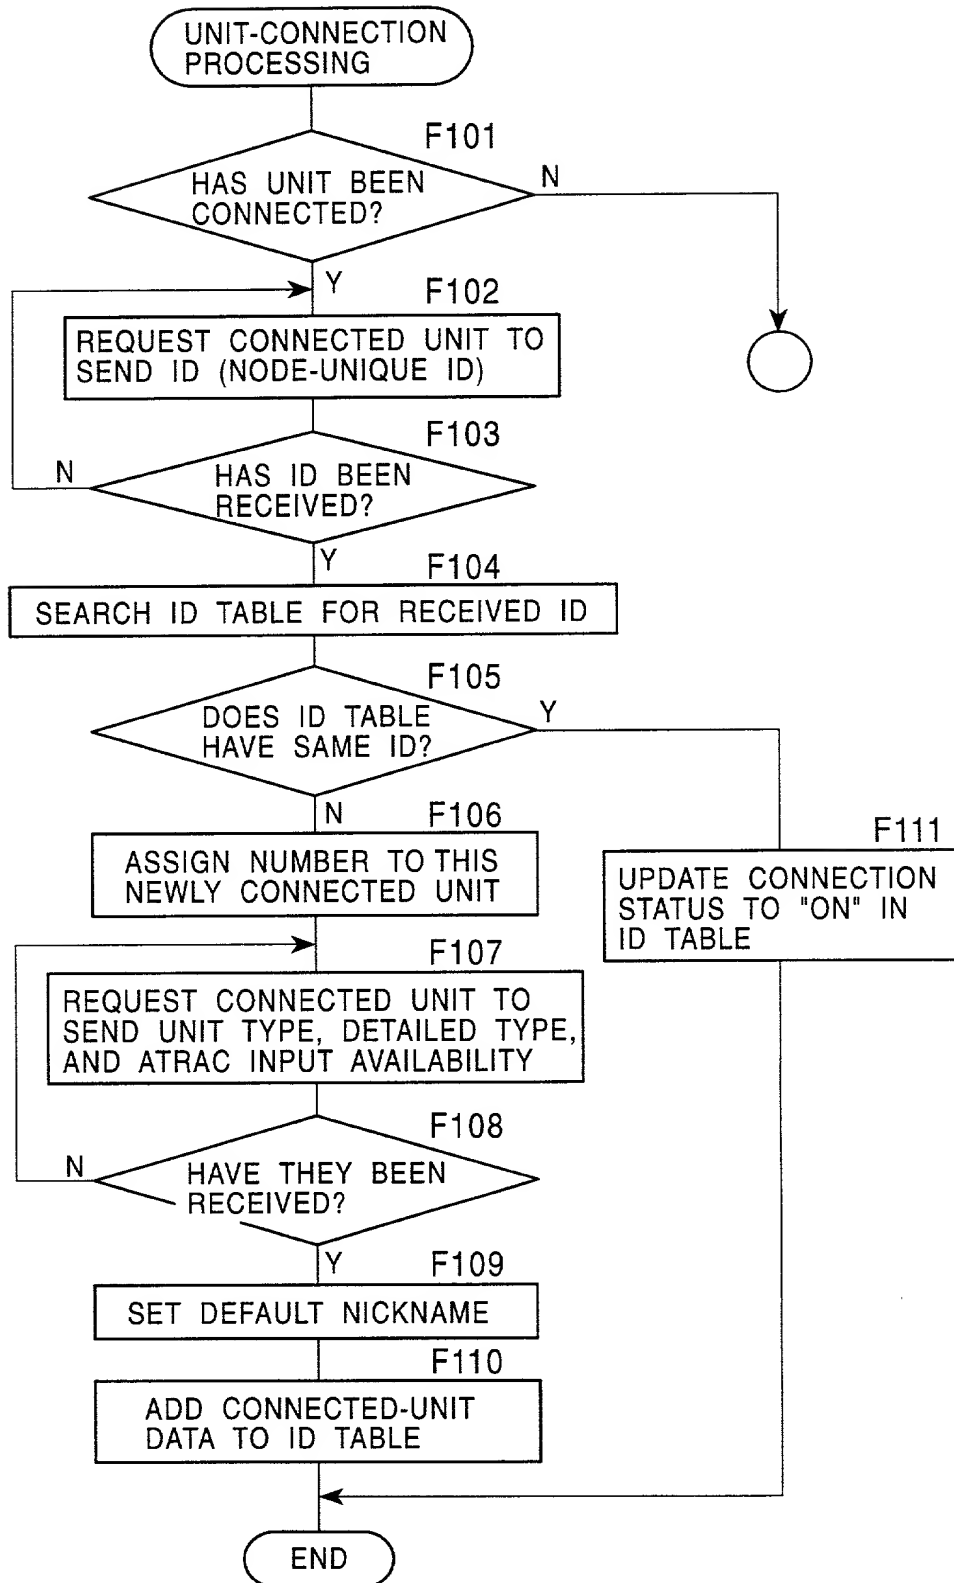 UNIT-CONNECTION
PROCESSING
F101
HAS UNIT BEEN
CONNECTED?
N
Y
F102
REQUEST CONNECTED UNIT TO
SEND ID (NODE-UNIQUE ID)
F103
HAS ID BEEN
RECEIVED?
N
Y
F104
SEARCH ID TABLE FOR RECEIVED ID
F105
DOES ID TABLE
HAVE SAME ID?
Y
N
F106
ASSIGN NUMBER TO THIS
NEWLY CONNECTED UNIT
F111
UPDATE CONNECTION
STATUS TO "ON" IN
ID TABLE
F107
REQUEST CONNECTED UNIT TO
SEND UNIT TYPE, DETAILED TYPE,
AND ATRAC INPUT AVAILABILITY
F108
HAVE THEY BEEN
RECEIVED?
N
Y
F109
SET DEFAULT NICKNAME
F110
ADD CONNECTED-UNIT
DATA TO ID TABLE
END